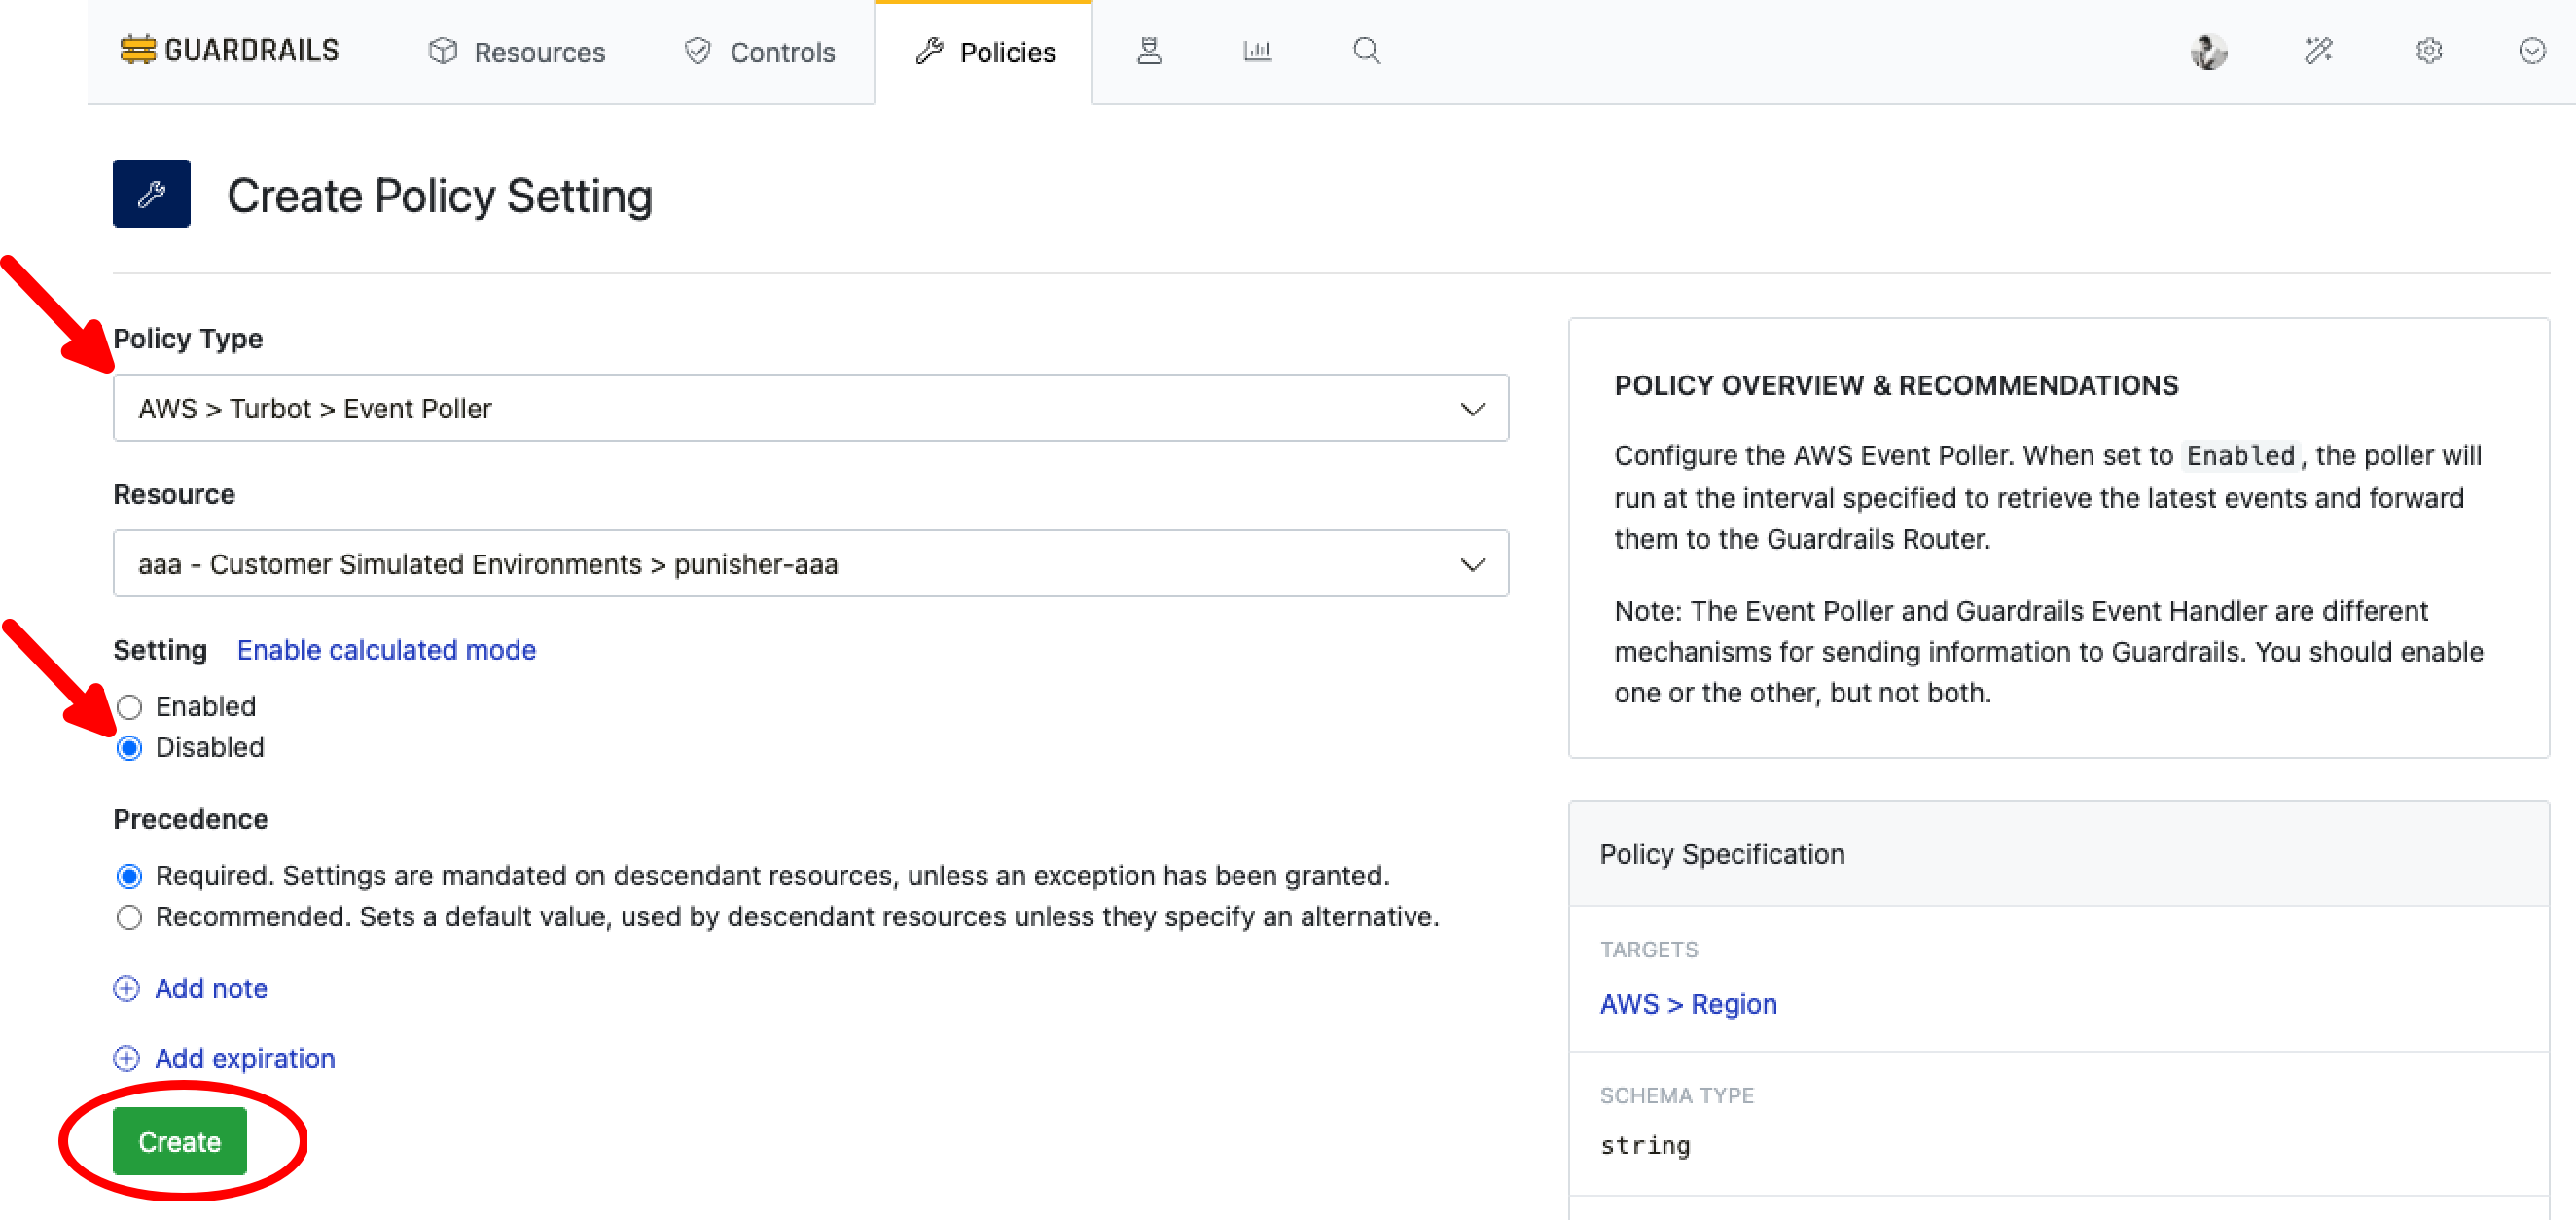 GUARDRAILS Resources Controls Policies
Create Policy Setting
Policy Type
AWS > Turbot > Event Poller
Resource
aaa - Customer Simulated Environments > punisher-aaa
Setting Enable calculated mode
Enabled
Disabled
Precedence
Required. Settings are mandated on descendant resources, unless an exception has been granted.
Recommended. Sets a default value, used by descendant resources unless they specify an alternative.
Add note
Add expiration
Create
POLICY OVERVIEW & RECOMMENDATIONS
Configure the AWS Event Poller. When set to Enabled, the poller will
run at the interval specified to retrieve the latest events and forward
them to the Guardrails Router.
Note: The Event Poller and Guardrails Event Handler are different
mechanisms for sending information to Guardrails. You should enable
one or the other, but not both.
Policy Specification
TARGETS
AWS > Region
SCHEMA TYPE
string